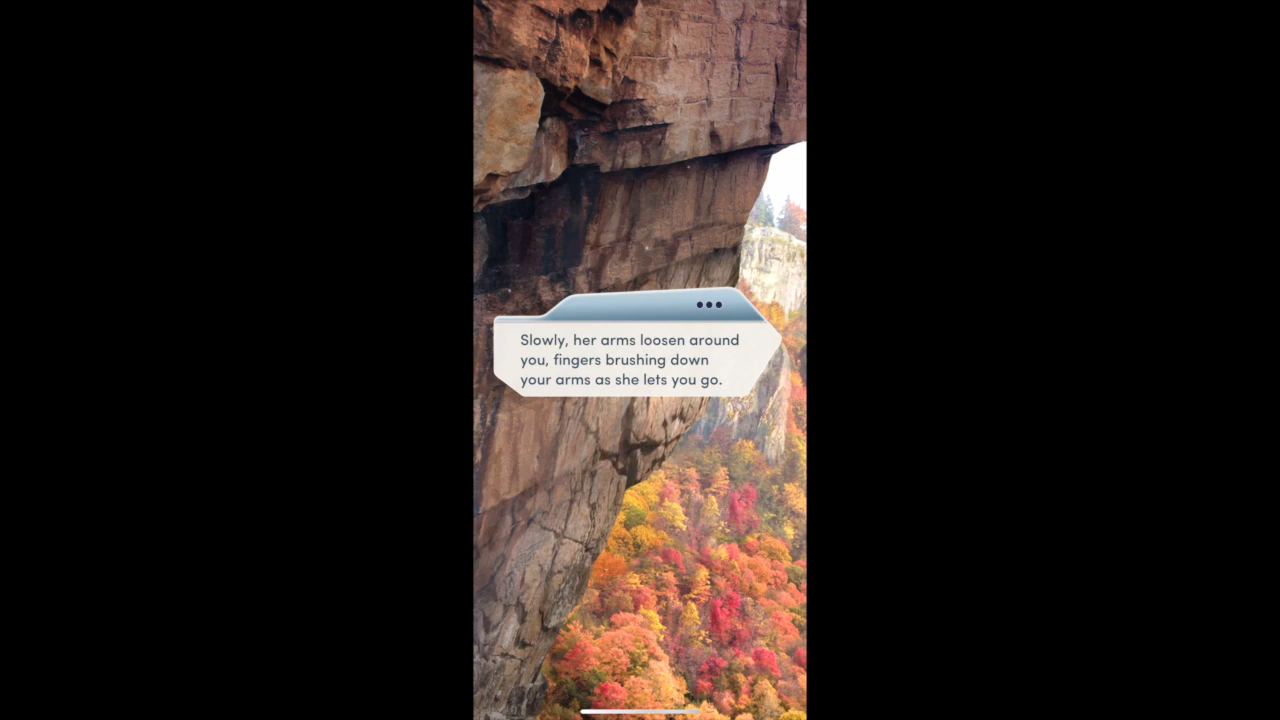 Slowly, her arms loosen around
you, fingers brushing down
your arms as she lets you go.